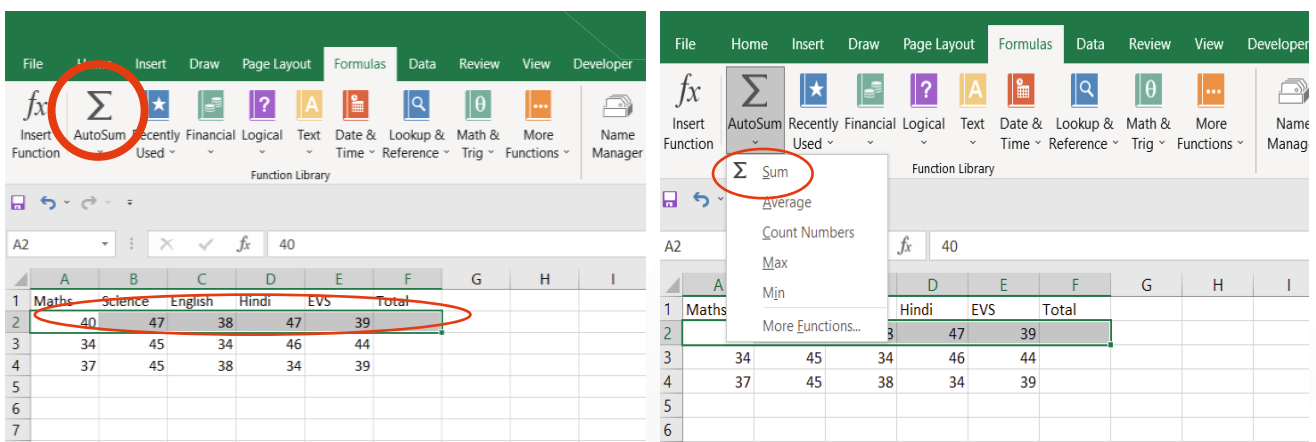 File Home Insert Draw Page Layout Formulas Data Review View Developer
fx Σ ? A θ
Insert AutoSum Recently Financial Logical Text Date & Lookup & Math & More Name
Function Used Time Reference Trig Functions Manager
Function Library
A2 fx 40
A B C D E F G H I
1 Maths Science English Hindi EVS Total
2 40 47 38 47 39
3 34 45 34 46 44
4 37 45 38 34 39
5
6
7
File Home Insert Draw Page Layout Formulas Data Review View Developer
fx Σ ? A θ
Insert AutoSum Recently Financial Logical Text Date & Lookup & Math & More Name
Function Used Time Reference Trig Functions Manag
Function Library
Σ Sum
Average
Count Numbers
Max
Min
More Functions...
A2 fx 40
A D E F G H I
1 Maths Hindi EVS Total
2 8 47 39
3 34 45 34 46 44
4 37 45 38 34 39
5
6